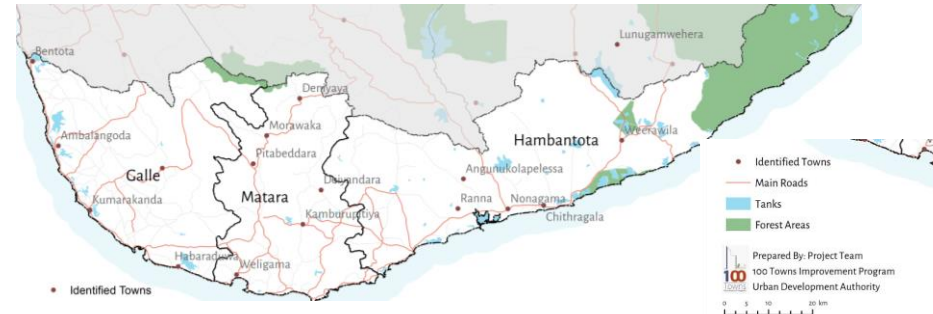 Lunugamwehera
Bentota
Deniyaya
Morawaka
Hambantota
Weerawila
Ambalangoda
Pitabeddara
Galle
Angunukolapelessa
Deiyandara
Matara
Kumarakanda
Ranna
Nonagama
Chithragala
Kamburupitiya
Habaraduwa
Weligama
Identified Towns
Identified Towns
Main Roads
Tanks
Forest Areas
100
TOWNS
Prepared By: Project Team
100 Towns Improvement Program
Urban Development Authority
0 5 10 20 km